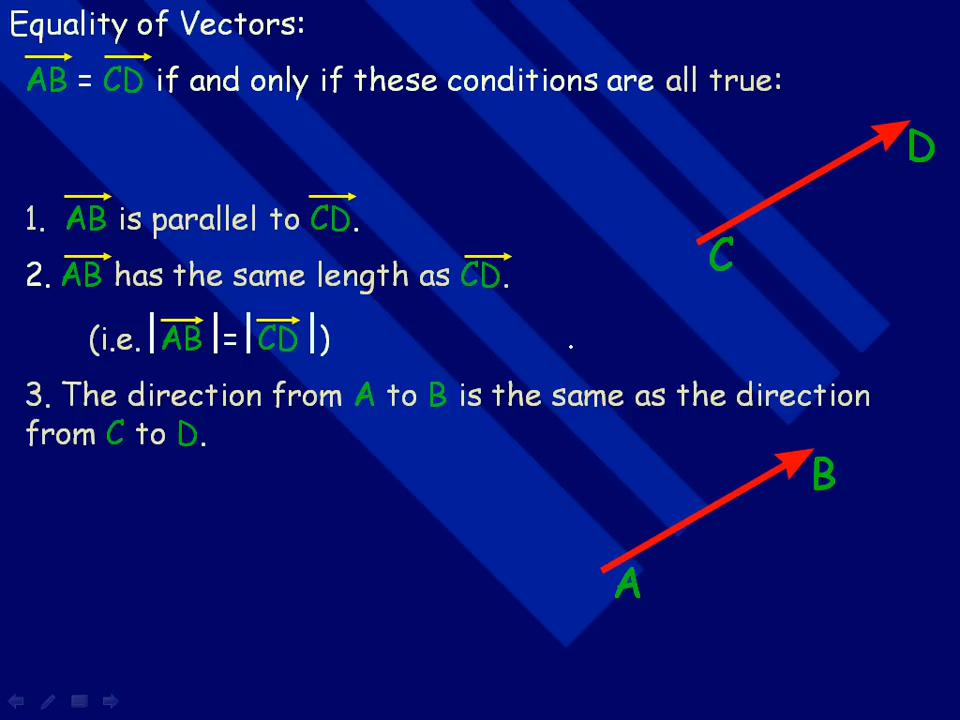 Equality of Vectors:
AB = CD if and only if these conditions are all true:
D
1. AB is parallel to CD.
C
2. AB has the same length as CD.
(i.e.|AB|=|CD|)
.
3. The direction from A to B is the same as the direction
from C to D.
B
A